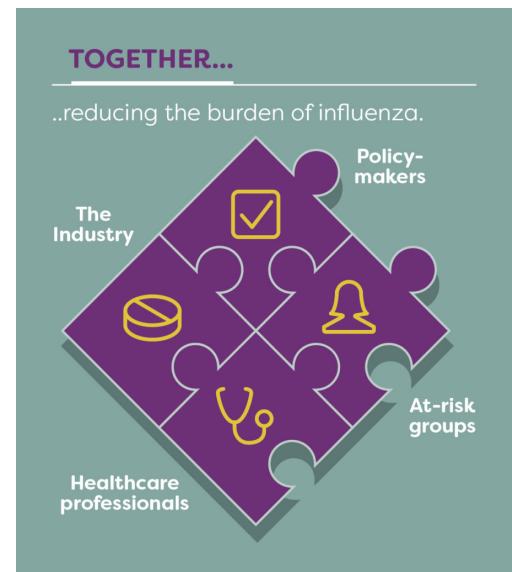 TOGETHER...
..reducing the burden of influenza.
Policy-
makers
The
Industry
At-risk
groups
Healthcare
professionals